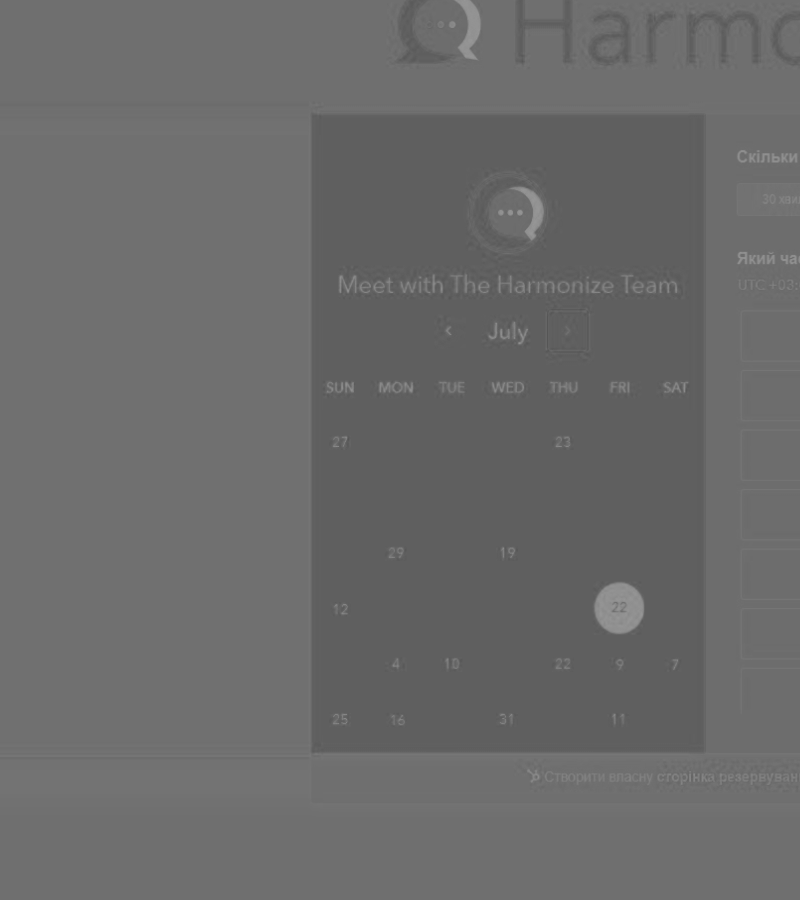 Harmo
Meet with The Harmonize Team
‹ July ›
SUN MON TUE WED THU FRI SAT
27 23
29 19
12 22
4 10 22 9 7
25 16 31 11
Скільки
30 хви
Який час
UTC +03:
Створити власну сторінка резервуван